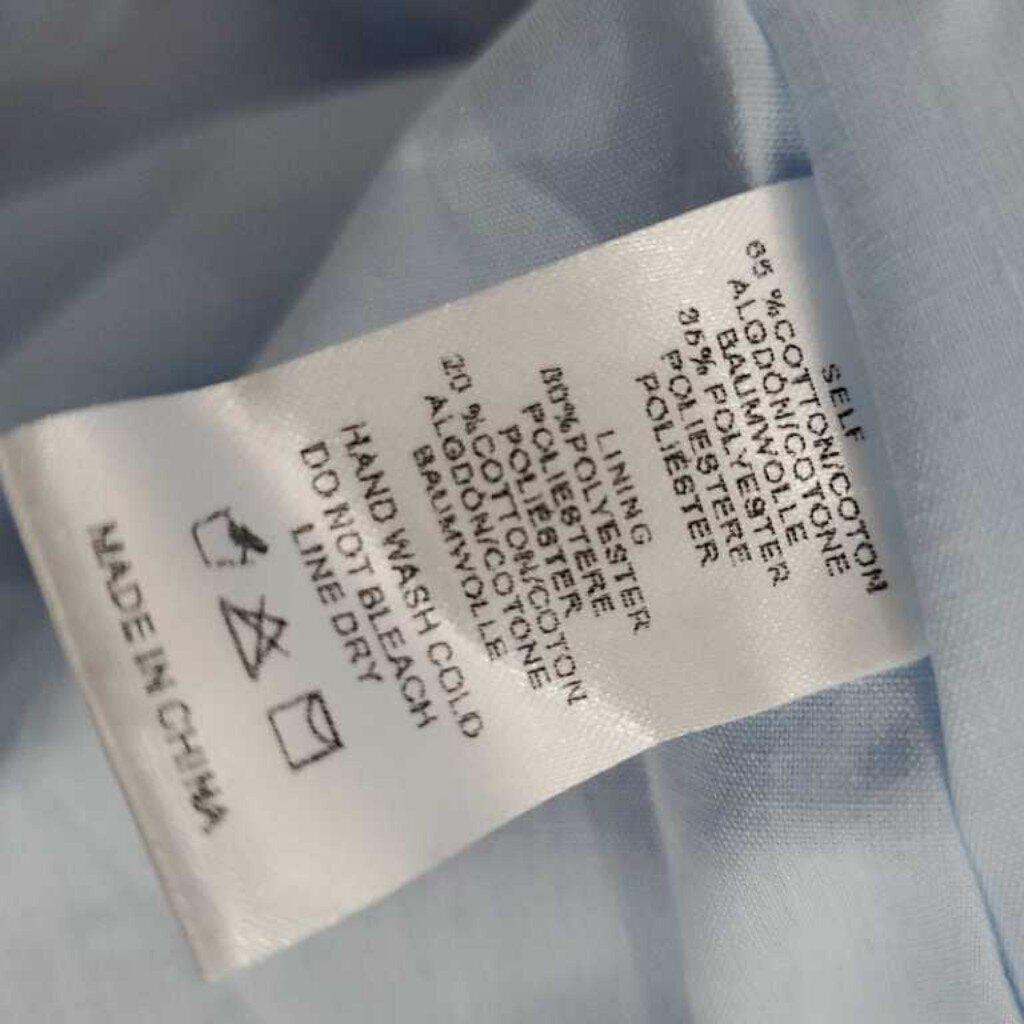 SELF
65 %COTTON/COTON
ALGODÓN/COTONE
BAUMWOLLE
35% POLYESTER
POLIESTERE
POLIÉSTER
LINING
80%POLYESTER
POLIESTERE
POLIÉSTER
20 %COTTON/COTON
ALGODÓN/COTONE
BAUMWOLLE
HAND WASH COLD
DO NOT BLEACH
LINE DRY
MADE IN CHINA